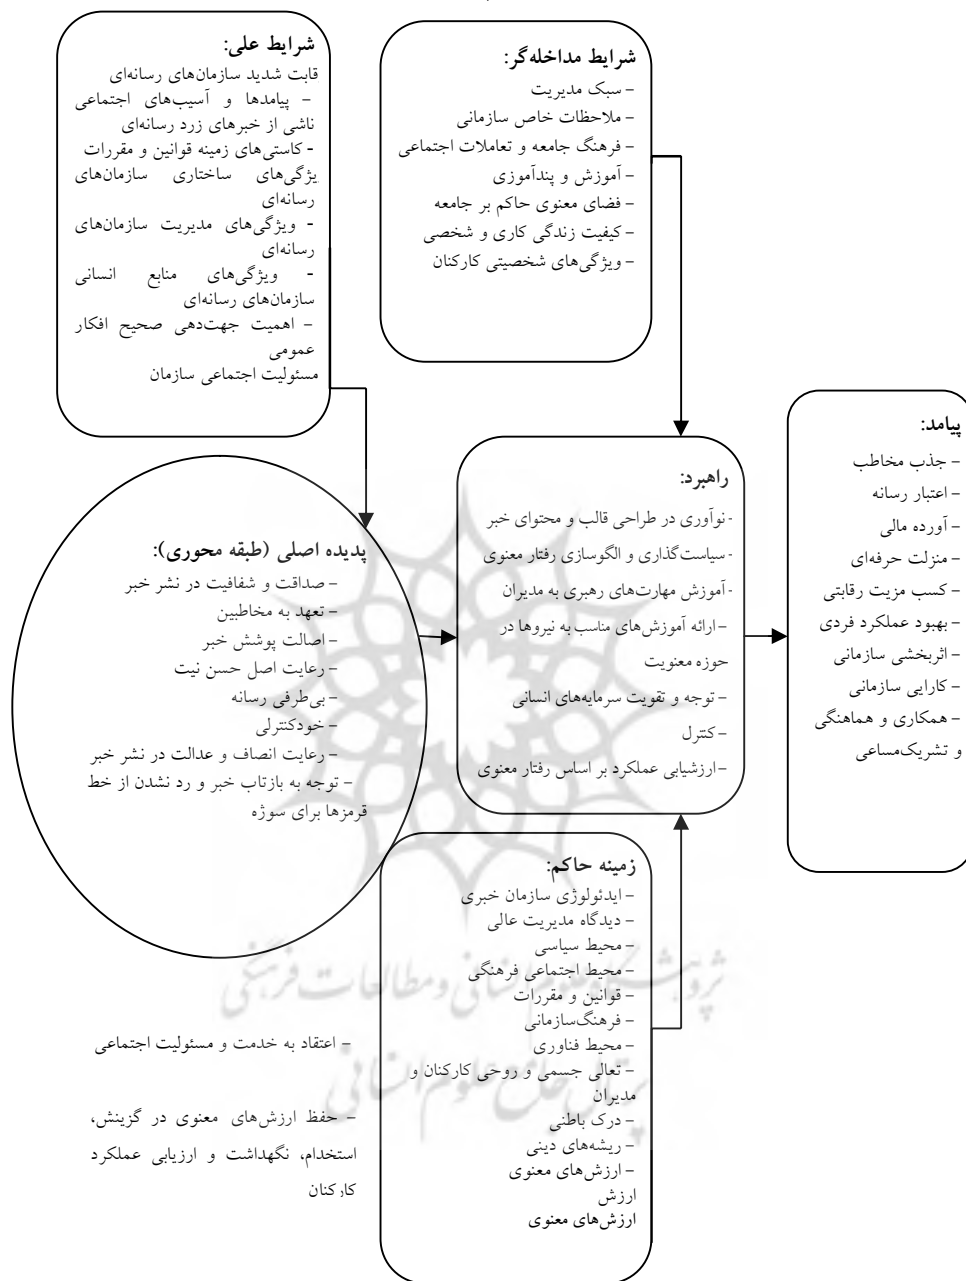 شرایط علی:
قابت شدید سازمان‌های رسانه‌ای
– پیامدها و آسیب‌های اجتماعی
ناشی از خبرهای زرد رسانه‌ای
- کاستی‌های زمینه قوانین و مقررات
یژگی‌های ساختاری سازمان‌های
رسانه‌ای
- ویژگی‌های مدیریت سازمان‌های
رسانه‌ای
- ویژگی‌های منابع انسانی
سازمان‌های رسانه‌ای
– اهمیت جهت‌دهی صحیح افکار
عمومی
مسئولیت اجتماعی سازمان
شرایط مداخله‌گر:
– سبک مدیریت
– ملاحظات خاص سازمانی
– فرهنگ جامعه و تعاملات اجتماعی
– آموزش و پندآموزی
– فضای معنوی حاکم بر جامعه
– کیفیت زندگی کاری و شخصی
– ویژگی‌های شخصیتی کارکنان
پدیده اصلی (طبقه محوری):
– صداقت و شفافیت در نشر خبر
– تعهد به مخاطبین
– اصالت پوشش خبر
– رعایت اصل حسن نیت
– بی‌طرفی رسانه
– خودکنترلی
– رعایت انصاف و عدالت در نشر خبر
– توجه به بازتاب خبر و رد نشدن از خط
قرمزها برای سوژه
راهبرد:
- نوآوری در طراحی قالب و محتوای خبر
- سیاست‌گذاری و الگوسازی رفتار معنوی
- آموزش مهارت‌های رهبری به مدیران
– ارائه آموزش‌های مناسب به نیروها در
حوزه معنویت
– توجه و تقویت سرمایه‌های انسانی
– کنترل
– ارزشیابی عملکرد بر اساس رفتار معنوی
پیامد:
– جذب مخاطب
– اعتبار رسانه
– آورده مالی
– منزلت حرفه‌ای
– کسب مزیت رقابتی
– بهبود عملکرد فردی
– اثربخشی سازمانی
– کارایی سازمانی
– همکاری و هماهنگی
و تشریک‌مساعی
زمینه حاکم:
– ایدئولوژی سازمان خبری
– دیدگاه مدیریت عالی
– محیط سیاسی
– محیط اجتماعی فرهنگی
– قوانین و مقررات
– فرهنگ‌سازمانی
– محیط فناوری
– تعالی جسمی و روحی کارکنان و
مدیران
– درک باطنی
– ریشه‌های دینی
– ارزش‌های معنوی
ارزش
ارزش‌های معنوی
– اعتقاد به خدمت و مسئولیت اجتماعی
– حفظ ارزش‌های معنوی در گزینش،
استخدام، نگهداشت و ارزیابی عملکرد
کارکنان
پژوهشگاه علوم انسانی و مطالعات فرهنگی
پرتال جامع علوم انسانی